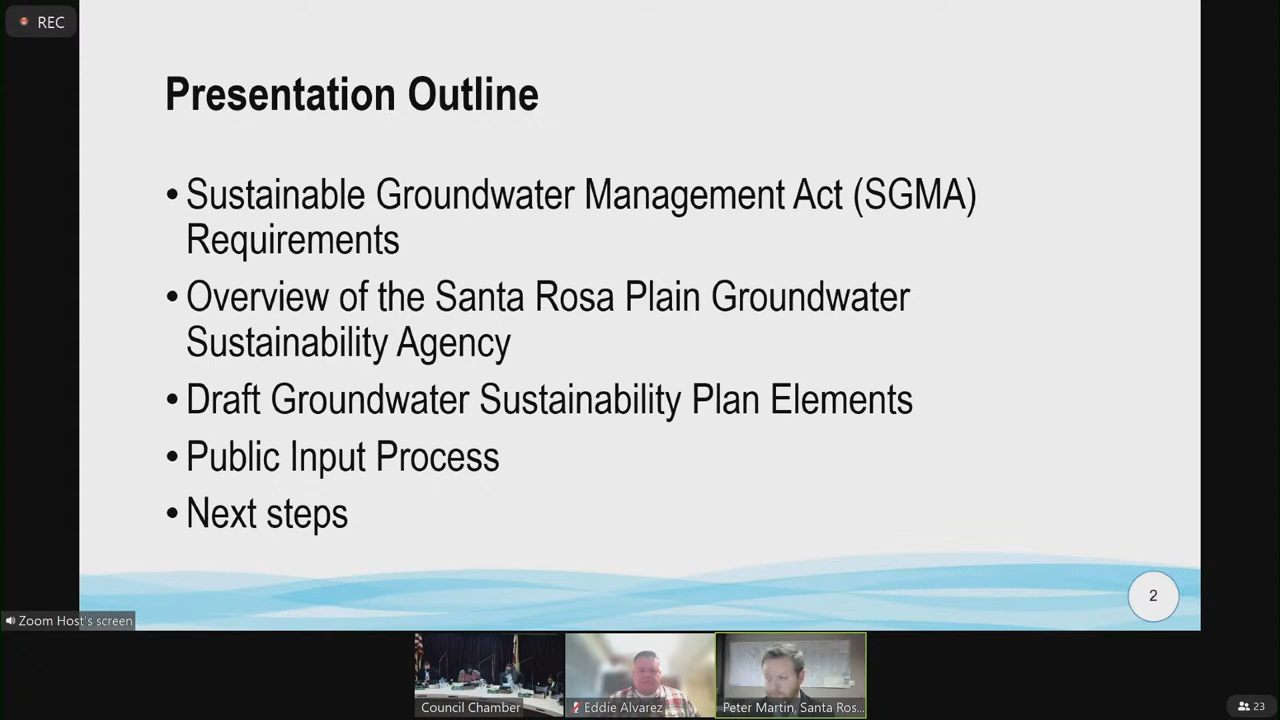 REC
Presentation Outline
• Sustainable Groundwater Management Act (SGMA)
Requirements
• Overview of the Santa Rosa Plain Groundwater
Sustainability Agency
• Draft Groundwater Sustainability Plan Elements
• Public Input Process
• Next steps
2
Zoom Host's screen
Council Chamber
Eddie Alvarez
Peter Martin, Santa Ros...
23